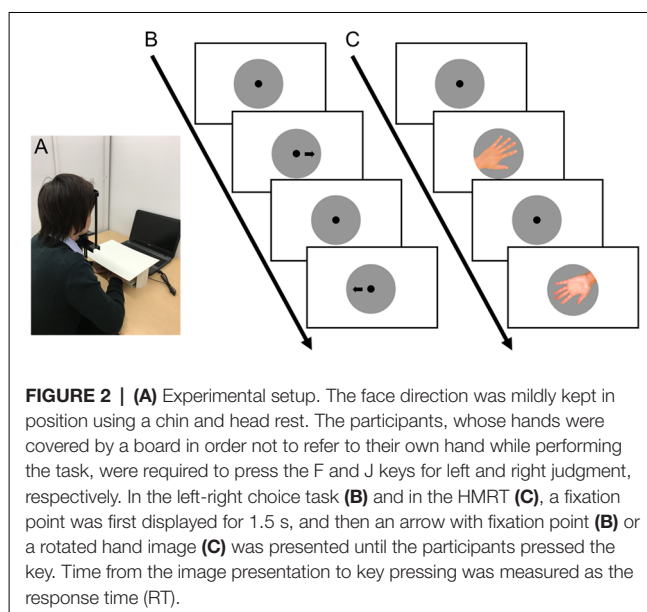 B
C
A
FIGURE 2 | (A) Experimental setup. The face direction was mildly kept in
position using a chin and head rest. The participants, whose hands were
covered by a board in order not to refer to their own hand while performing
the task, were required to press the F and J keys for left and right judgment,
respectively. In the left-right choice task (B) and in the HMRT (C), a fixation
point was first displayed for 1.5 s, and then an arrow with fixation point (B) or
a rotated hand image (C) was presented until the participants pressed the
key. Time from the image presentation to key pressing was measured as the
response time (RT).